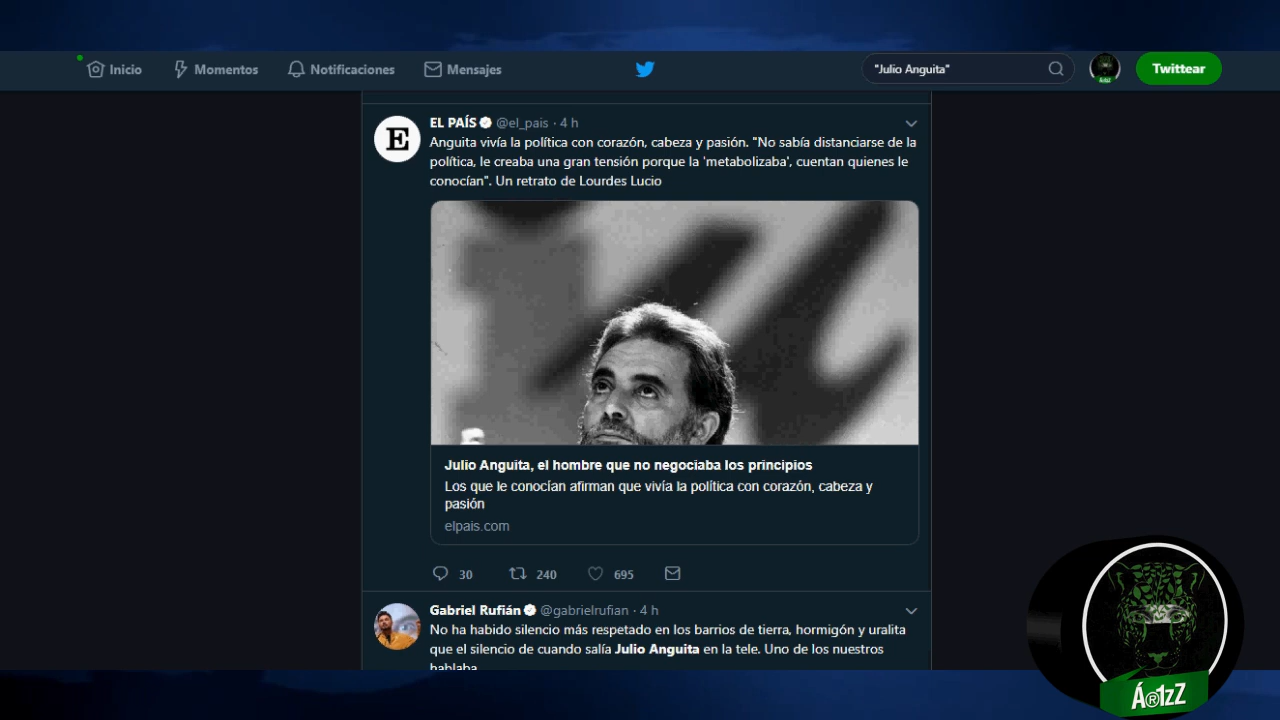 Inicio
Momentos
Notificaciones
Mensajes
"Julio Anguita"
Twittear
E
EL PAÍS @el_pais · 4 h
Anguita vivía la política con corazón, cabeza y pasión. "No sabía distanciarse de la
política, le creaba una gran tensión porque la 'metabolizaba', cuentan quienes le
conocían". Un retrato de Lourdes Lucio
Julio Anguita, el hombre que no negociaba los principios
Los que le conocían afirman que vivía la política con corazón, cabeza y
pasión
elpais.com
30 240 695
Gabriel Rufián @gabrielrufian · 4 h
No ha habido silencio más respetado en los barrios de tierra, hormigón y uralita
que el silencio de cuando salía Julio Anguita en la tele. Uno de los nuestros
hablaba.
Á®1zZ